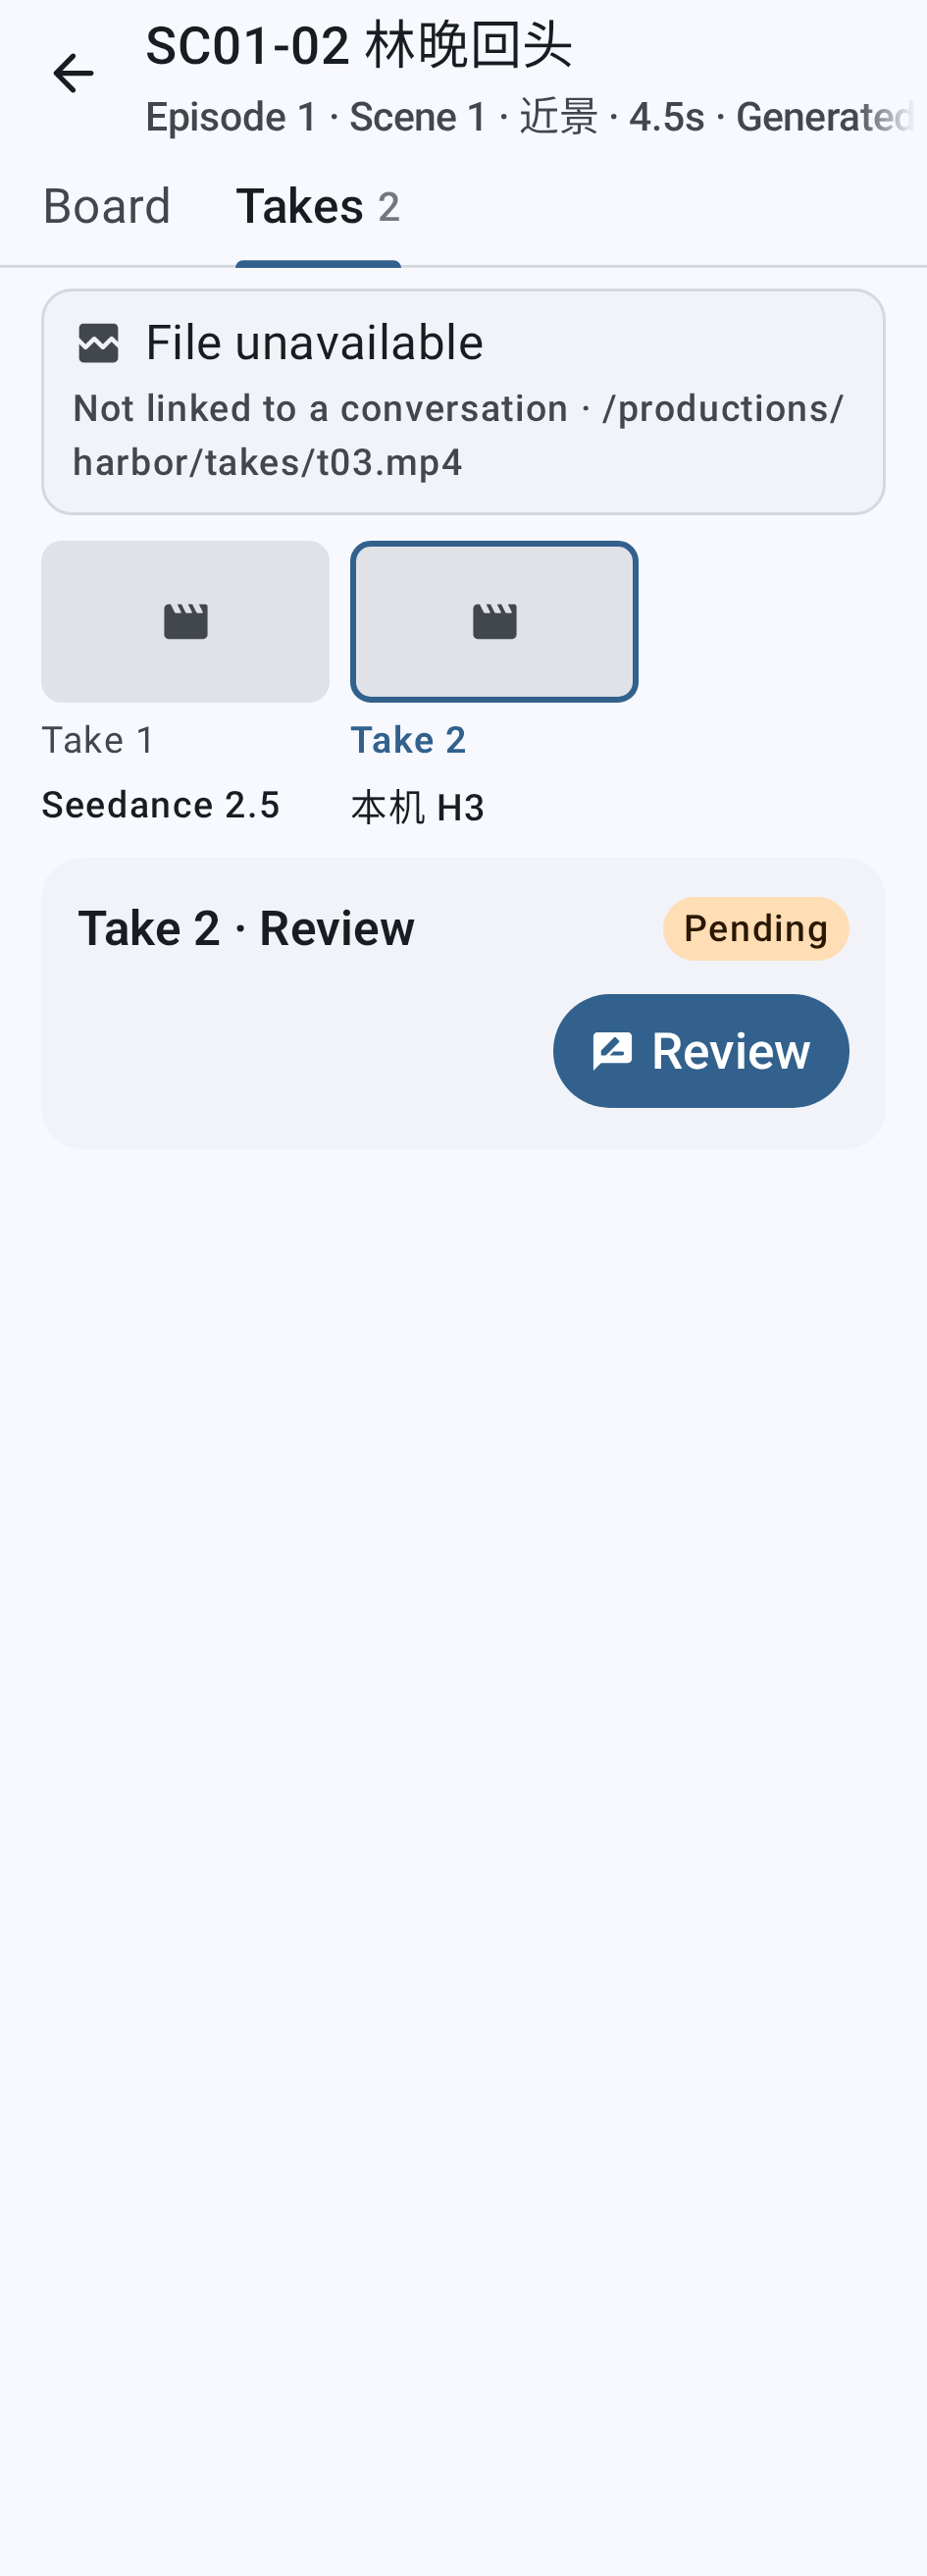 SC01-02 林晚回头
Episode 1 · Scene 1 · 近景 · 4.5s · Generated
Board
Takes 2
File unavailable
Not linked to a conversation · /productions/
harbor/takes/t03.mp4
Take 1
Take 2
Seedance 2.5
本机 H3
Take 2 · Review
Pending
Review